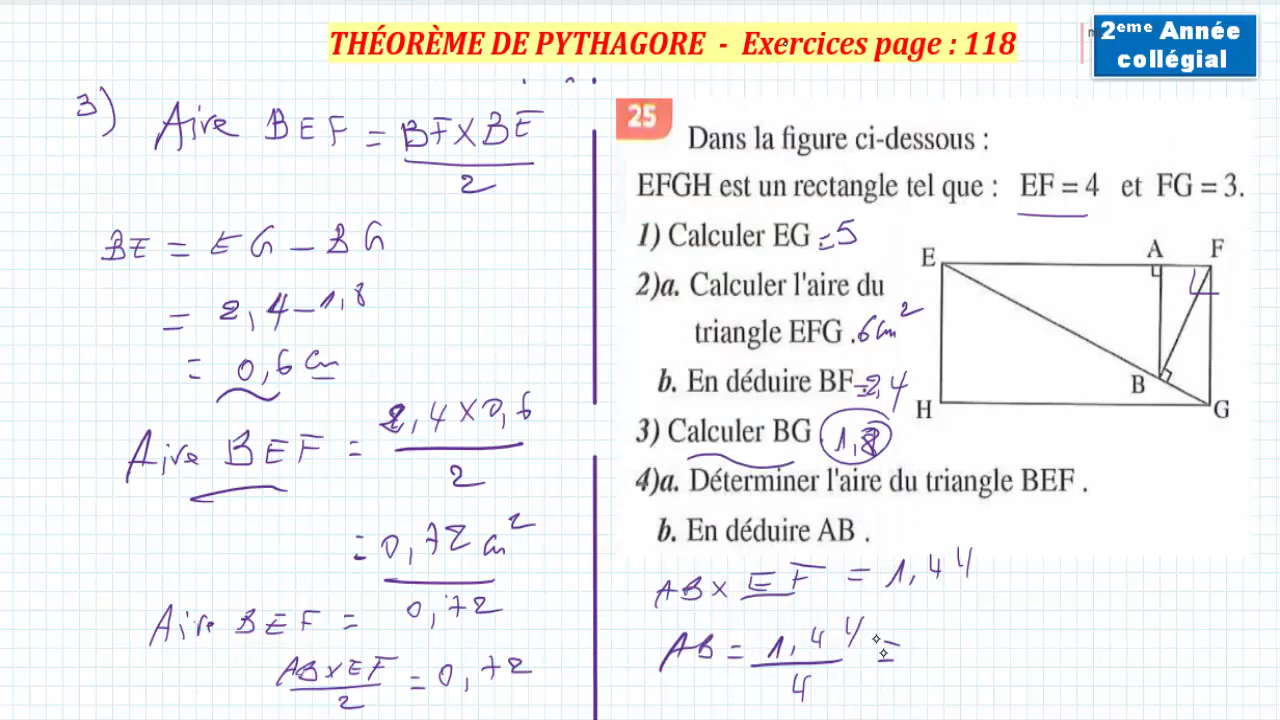 THÉORÈME DE PYTHAGORE - Exercices page : 118
2eme Année
collégial
3) Aire BEF = BF×BE
2
BE = EG - BG
= 2,4 - 1,8
= 0,6 cm
Aire BEF = 2,4 × 0,6
2
= 0,72 cm²
Aire BEF = 0,72
AB×EF
2
= 0,72
25
Dans la figure ci-dessous :
EFGH est un rectangle tel que : EF = 4 et FG = 3.
1) Calculer EG =5
2)a. Calculer l'aire du
triangle EFG . 6cm²
b. En déduire BF = 2,4
3) Calculer BG 1,8
4)a. Déterminer l'aire du triangle BEF .
b. En déduire AB .
E
A
F
B
H
G
AB × EF = 1,44
AB = 1,44 =
4